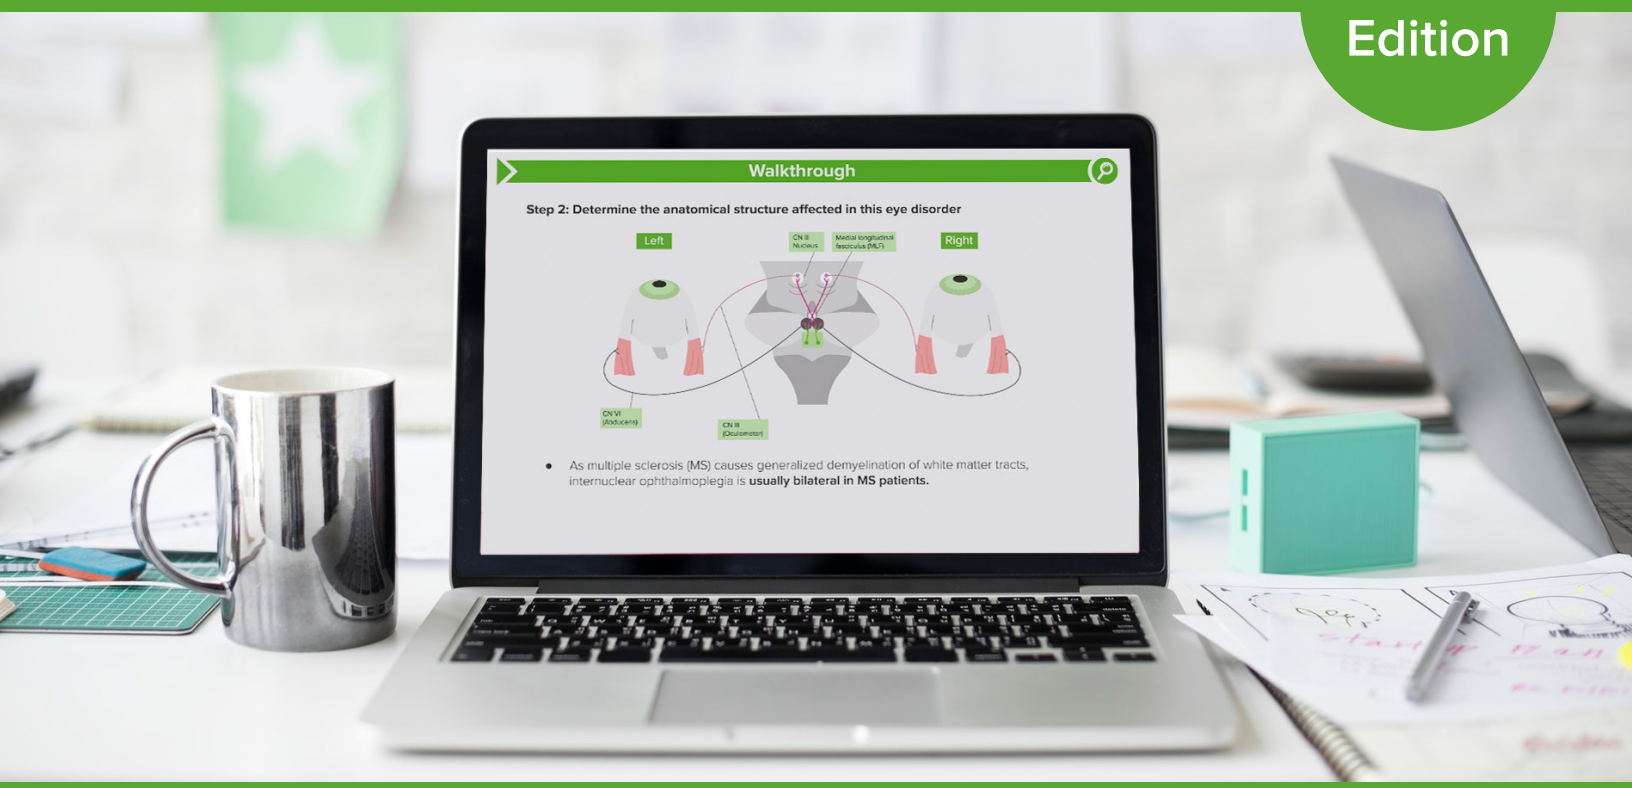 Edition
Walkthrough
Step 2: Determine the anatomical structure affected in this eye disorder
Left
CN III
Nucleus
Medial longitudinal
fasciculus (MLF)
Right
CN VI
(Abducens)
CN III
(Oculomotor)
As multiple sclerosis (MS) causes generalized demyelination of white matter tracts,
internuclear ophthalmoplegia is usually bilateral in MS patients.
delete
startup